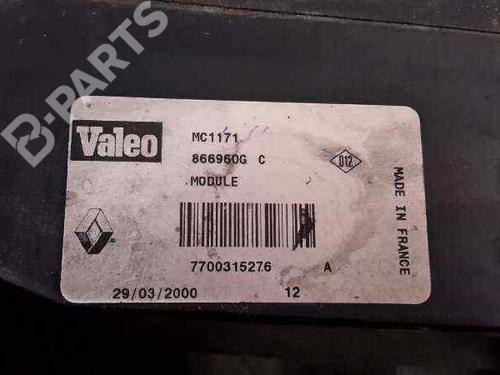 B-PARTS
Valeo
MC1171
866960G C
MODULE
D12
MADE IN FRANCE
7700315276 A
29/03/2000 12